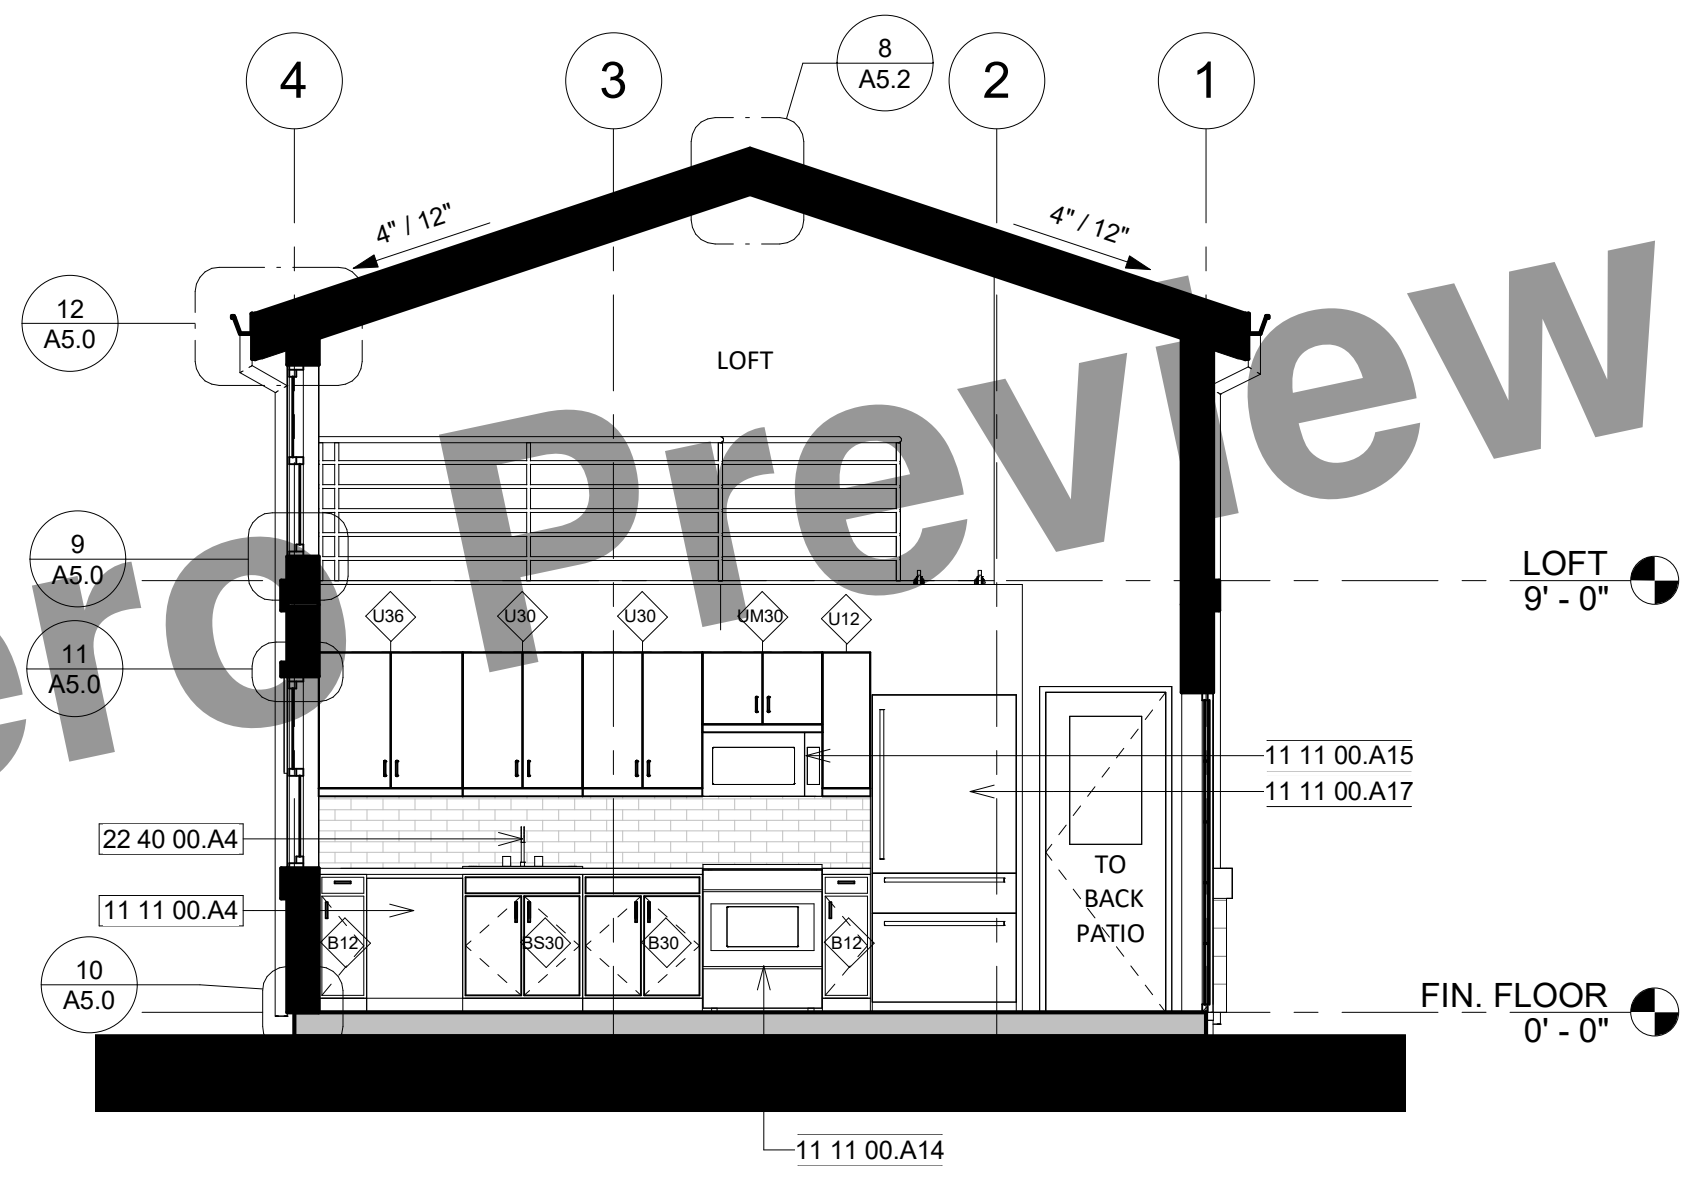 4
3
8
A5.2
2
1
4" / 12"
4" / 12"
12
A5.0
LOFT
9
A5.0
LOFT
9' - 0"
U36
U30
U30
UM30
U12
11
A5.0
11 11 00.A15
11 11 00.A17
22 40 00.A4
TO
BACK
PATIO
11 11 00.A4
B12
BS30
B30
B12
10
A5.0
FIN. FLOOR
0' - 0"
11 11 00.A14
ero Preview